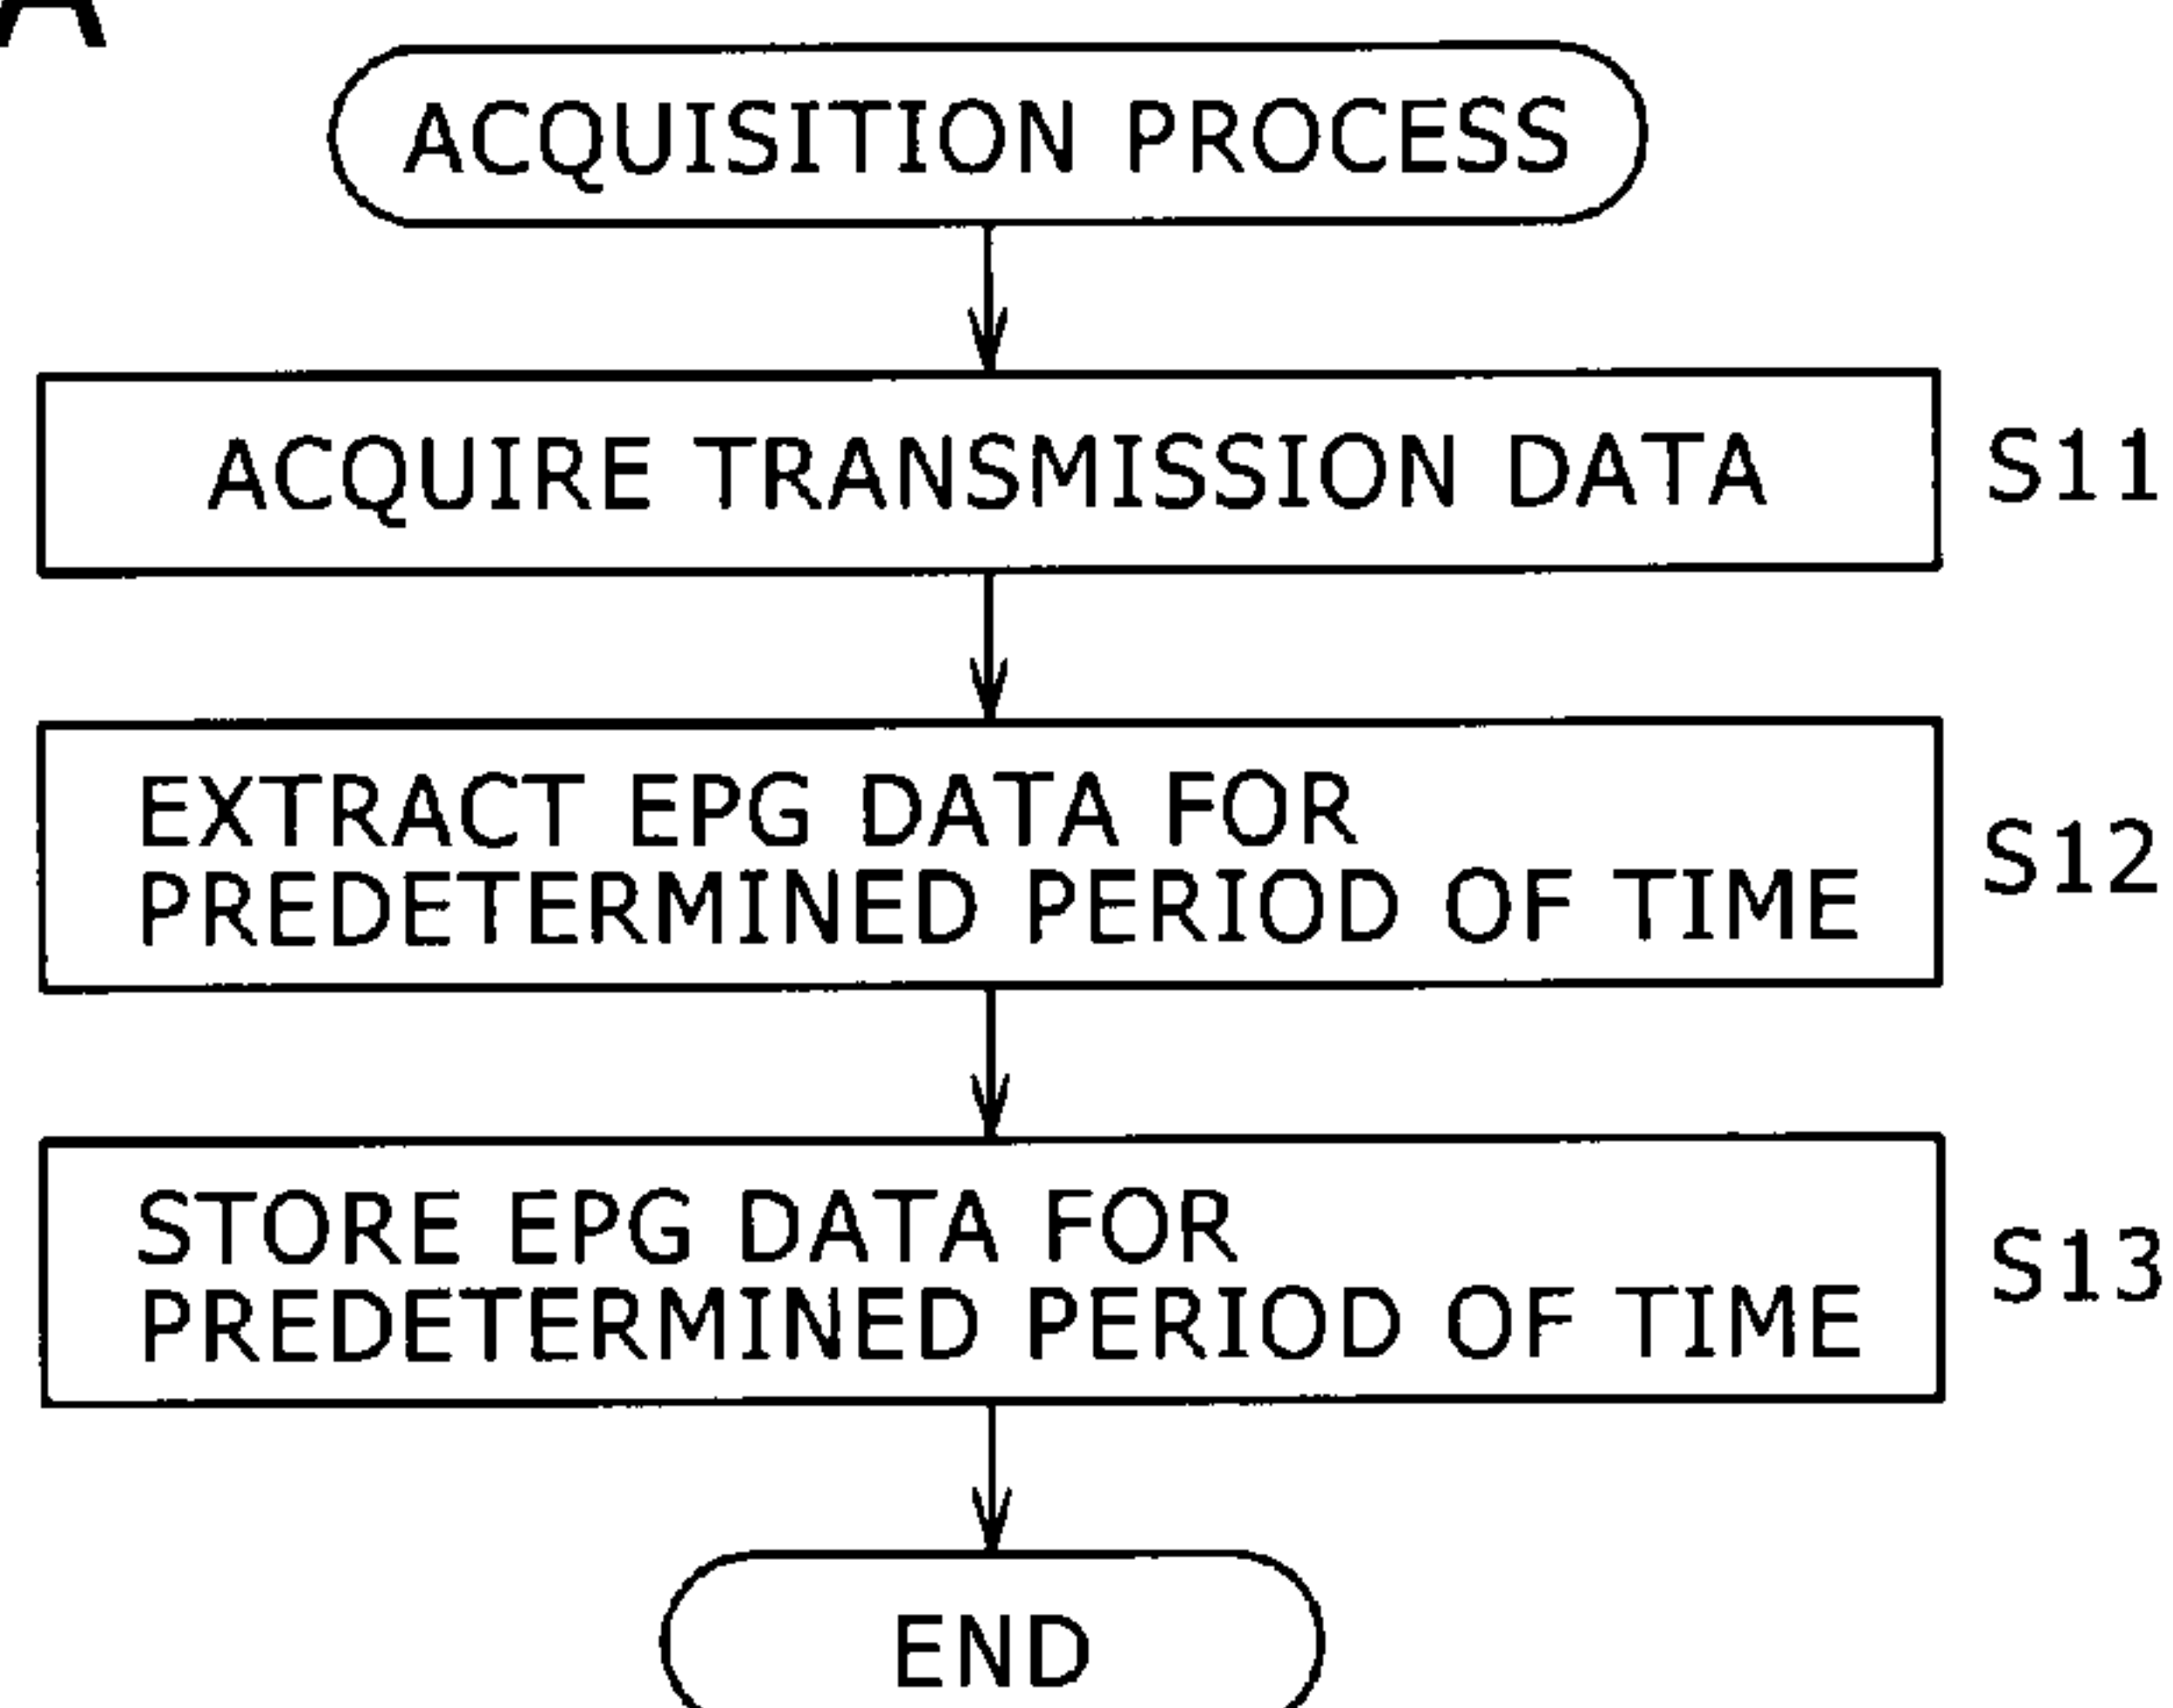 ACQUISITION PROCESS
ACQUIRE TRANSMISSION DATA S11
EXTRACT EPG DATA FOR
PREDETERMINED PERIOD OF TIME
S12
STORE EPG DATA FOR
PREDETERMINED PERIOD OF TIME
S13
END